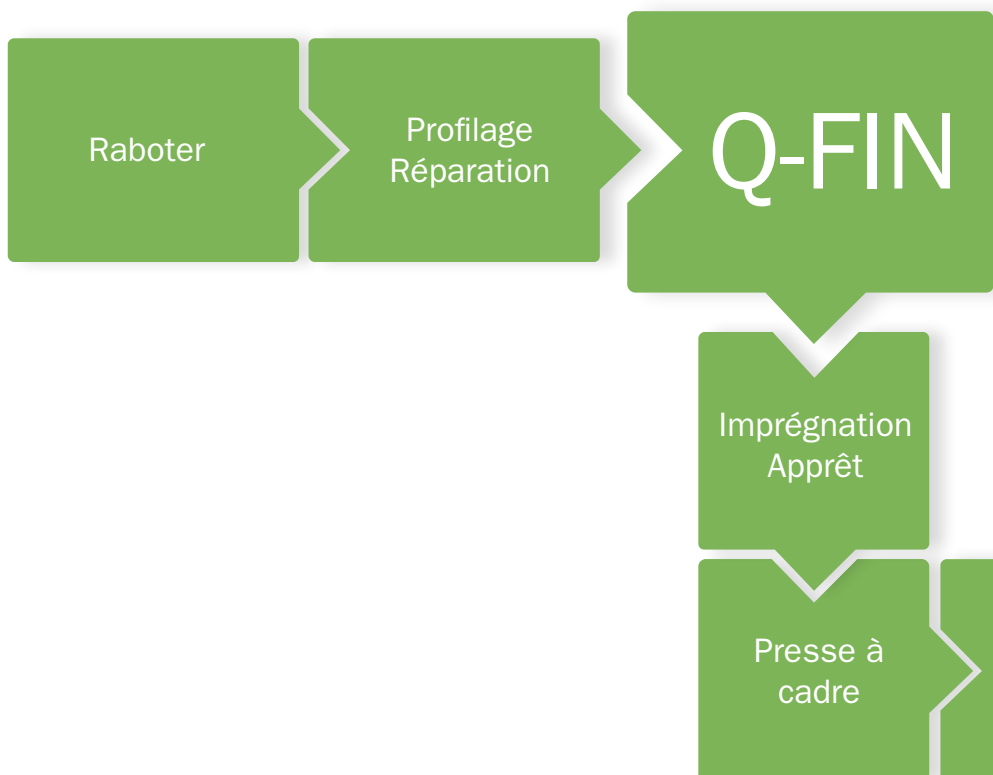 Raboter
Profilage
Réparation
Q-FIN
Imprégnation
Apprêt
Presse à
cadre